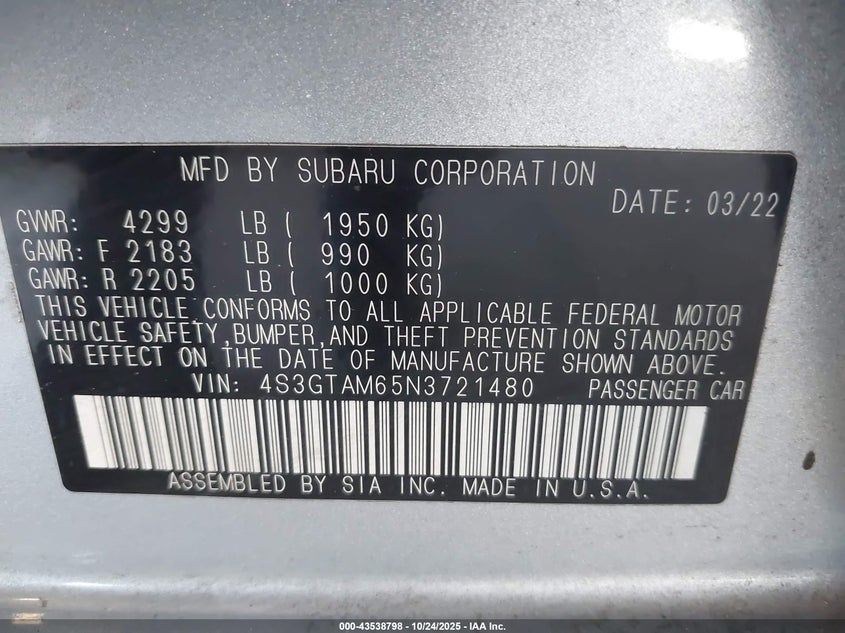 MFD BY SUBARU CORPORATION
DATE: 03/22
GVWR: 4299 LB ( 1950 KG)
GAWR: F 2183 LB ( 990 KG)
GAWR: R 2205 LB ( 1000 KG)
THIS VEHICLE CONFORMS TO ALL APPLICABLE FEDERAL MOTOR
VEHICLE SAFETY,BUMPER,AND THEFT PREVENTION STANDARDS
IN EFFECT ON THE DATE OF MANUFACTURE SHOWN ABOVE.
VIN: 4S3GTAM65N3721480 PASSENGER CAR
ASSEMBLED BY SIA INC. MADE IN U.S.A.
000-43538798 - 10/24/2025 - IAA Inc.